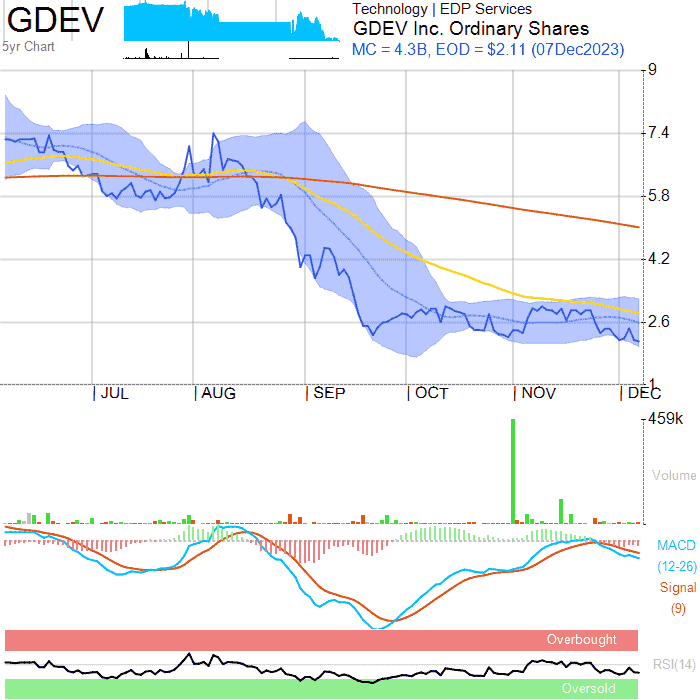 GDEV
5yr Chart
Technology | EDP Services
GDEV Inc. Ordinary Shares
MC = 4.3B, EOD = $2.11 (07Dec2023)
9
7.4
5.8
4.2
2.6
1
JUL AUG SEP OCT NOV DEC
459k
Volume
MACD
(12-26)
Signal
(9)
Overbought
RSI(14)
Oversold